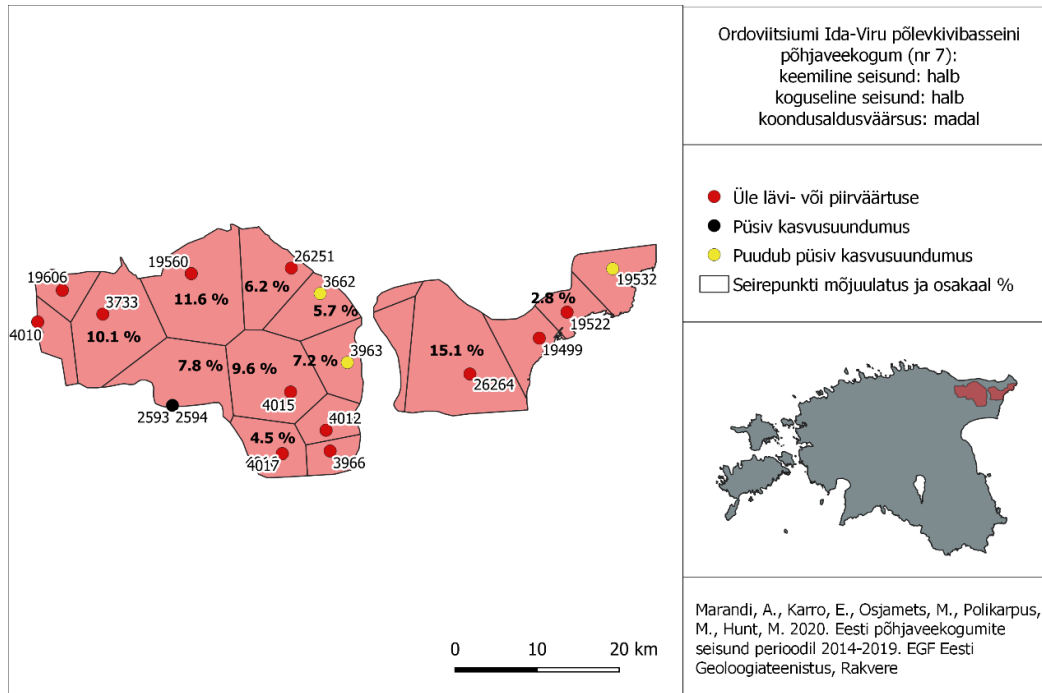 Ordoviitsiumi Ida-Viru põlevkivibasseini
põhjaveekogum (nr 7):
keemiline seisund: halb
koguseline seisund: halb
koondusaldusväärsus: madal
Üle lävi- või piirväärtuse
Püsiv kasvusuundumus
Puudub püsiv kasvusuundumus
Seirepunkti mõjuulatus ja osakaal %
19606
3733
4010
10.1 %
19560
11.6 %
6.2 %
26251
3662
5.7 %
7.8 %
9.6 %
7.2 %
3963
4015
2593
2594
4.5 %
4017
4012
3966
15.1 %
26264
2.8 %
19522
19499
19532
0 10 20 km
Marandi, A., Karro, E., Osjamets, M., Polikarpus,
M., Hunt, M. 2020. Eesti põhjaveekogumite
seisund perioodil 2014-2019. EGF Eesti
Geoloogiateenistus, Rakvere